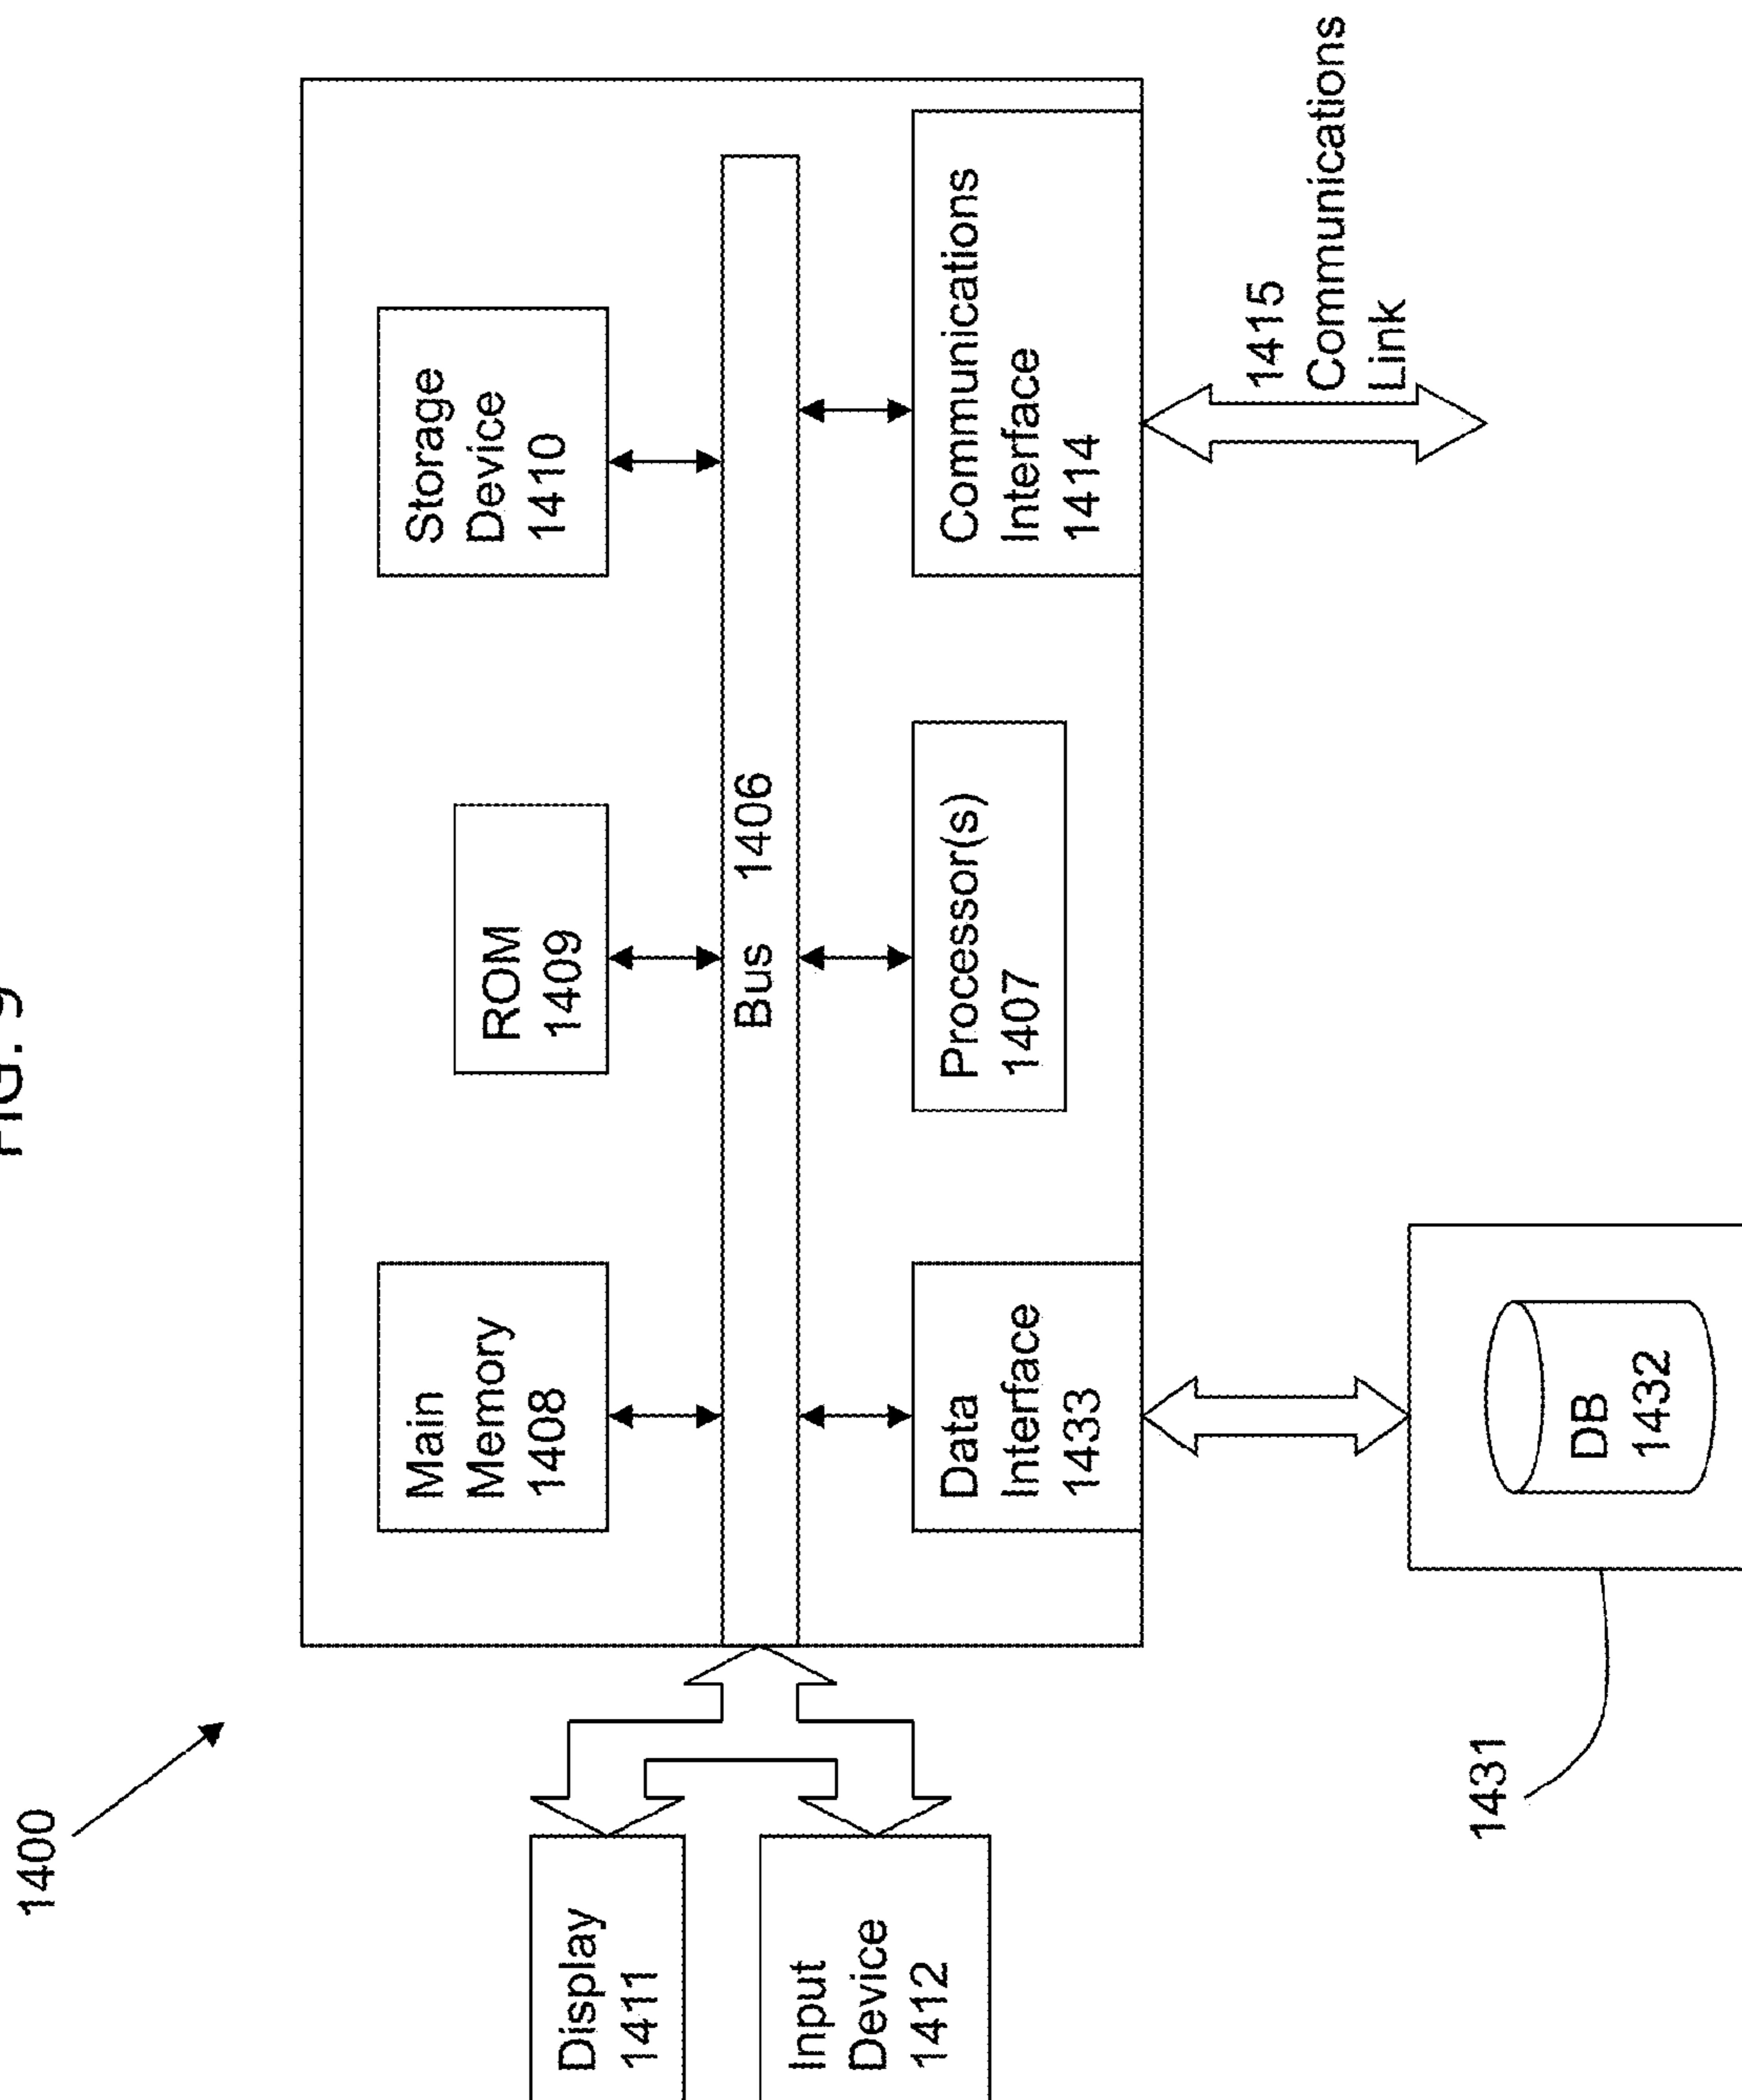 FIG. 9
1400
Main
Memory
1408
ROM
1409
Storage
Device
1410
Display
1411
Bus 1406
Input
Device
1412
Data
Interface
1433
Processor(s)
1407
Communications
Interface
1414
1415
Communications
Link
1431
DB
1432